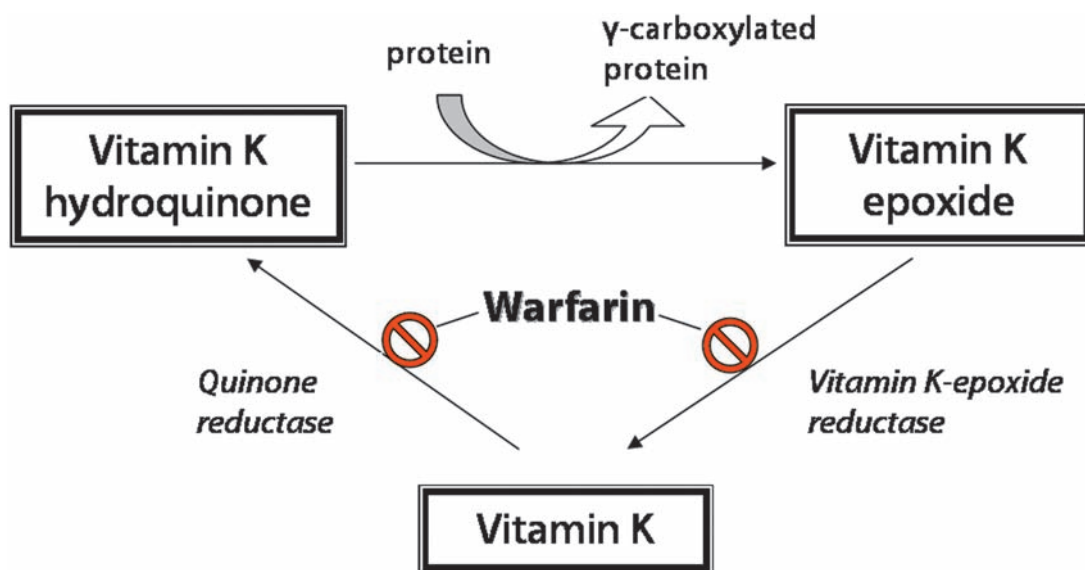 protein
γ-carboxylated
protein
Vitamin K
hydroquinone
Vitamin K
epoxide
Warfarin
Quinone
reductase
Vitamin K-epoxide
reductase
Vitamin K